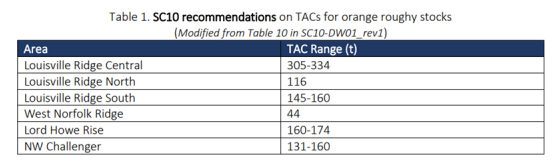 Table 1. SC10 recommendations on TACs for orange roughy stocks
(Modified from Table 10 in SC10-DW01_rev1)
Area TAC Range (t)
Louisville Ridge Central 305-334
Louisville Ridge North 116
Louisville Ridge South 145-160
West Norfolk Ridge 44
Lord Howe Rise 160-174
NW Challenger 131-160